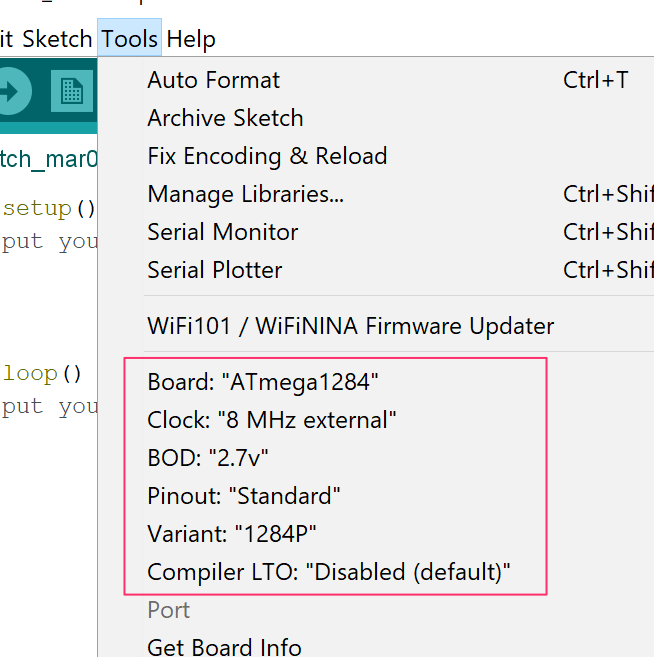 it Sketch Tools Help
Auto Format Ctrl+T
Archive Sketch
tch_mar0 Fix Encoding & Reload
Manage Libraries... Ctrl+Shif
setup()
Serial Monitor Ctrl+Shif
put you
Serial Plotter Ctrl+Shif
WiFi101 / WiFiNINA Firmware Updater
loop()
Board: "ATmega1284"
put you
Clock: "8 MHz external"
BOD: "2.7v"
Pinout: "Standard"
Variant: "1284P"
Compiler LTO: "Disabled (default)"
Port
Get Board Info